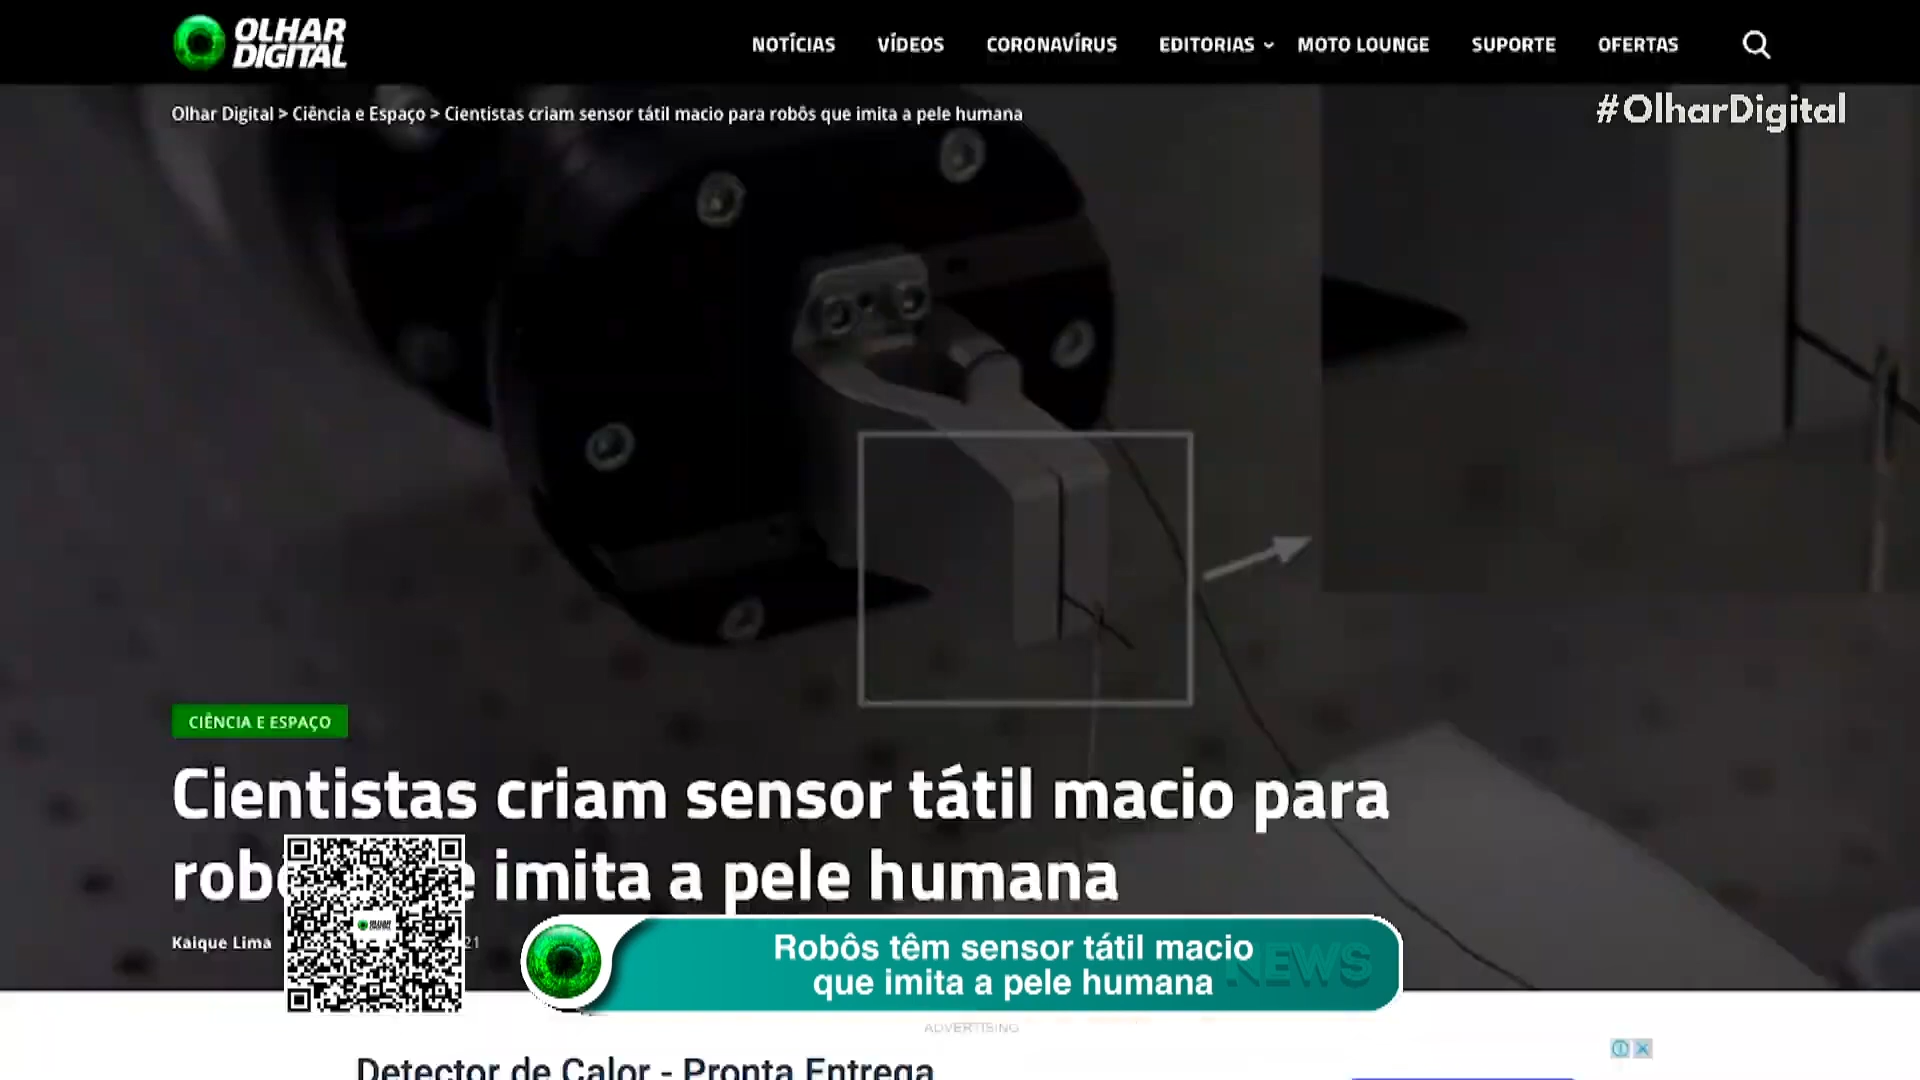 OLHAR
DIGITAL
NOTÍCIAS VÍDEOS CORONAVÍRUS EDITORIAS MOTO LOUNGE SUPORTE OFERTAS
#OlharDigital
Olhar Digital > Ciência e Espaço > Cientistas criam sensor tátil macio para robôs que imita a pele humana
CIÊNCIA E ESPAÇO
Cientistas criam sensor tátil macio para
imita a pele humana
Kaique Lima 21
Robôs têm sensor tátil macio
que imita a pele humana
NEWS
ADVERTISING
Detector de Calor - Pronta Entrega